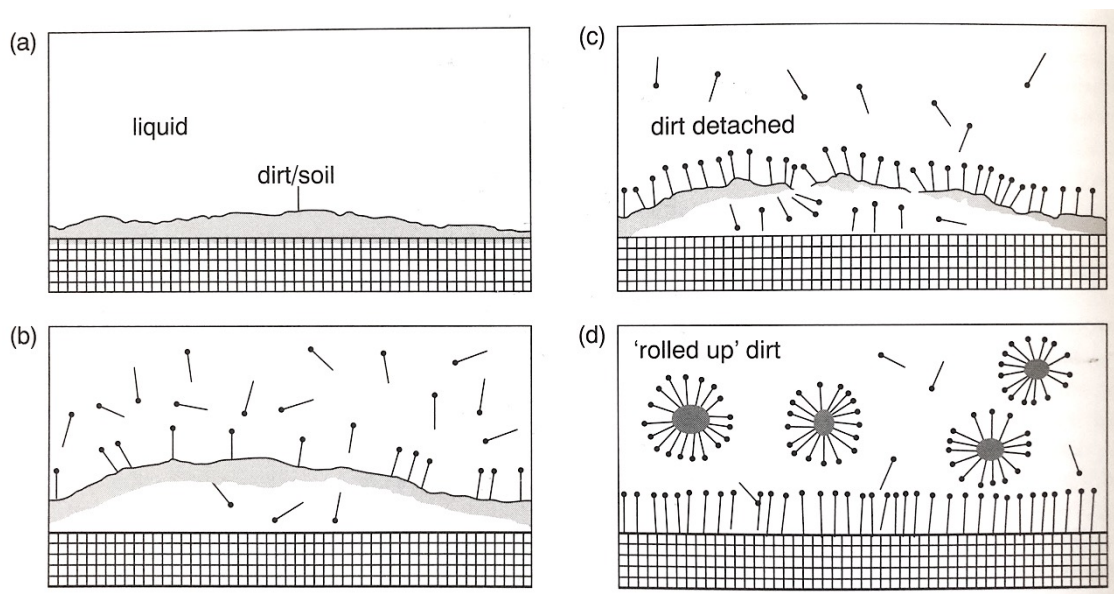 (a)
liquid
dirt/soil
(b)
(c)
dirt detached
(d)
'rolled up' dirt